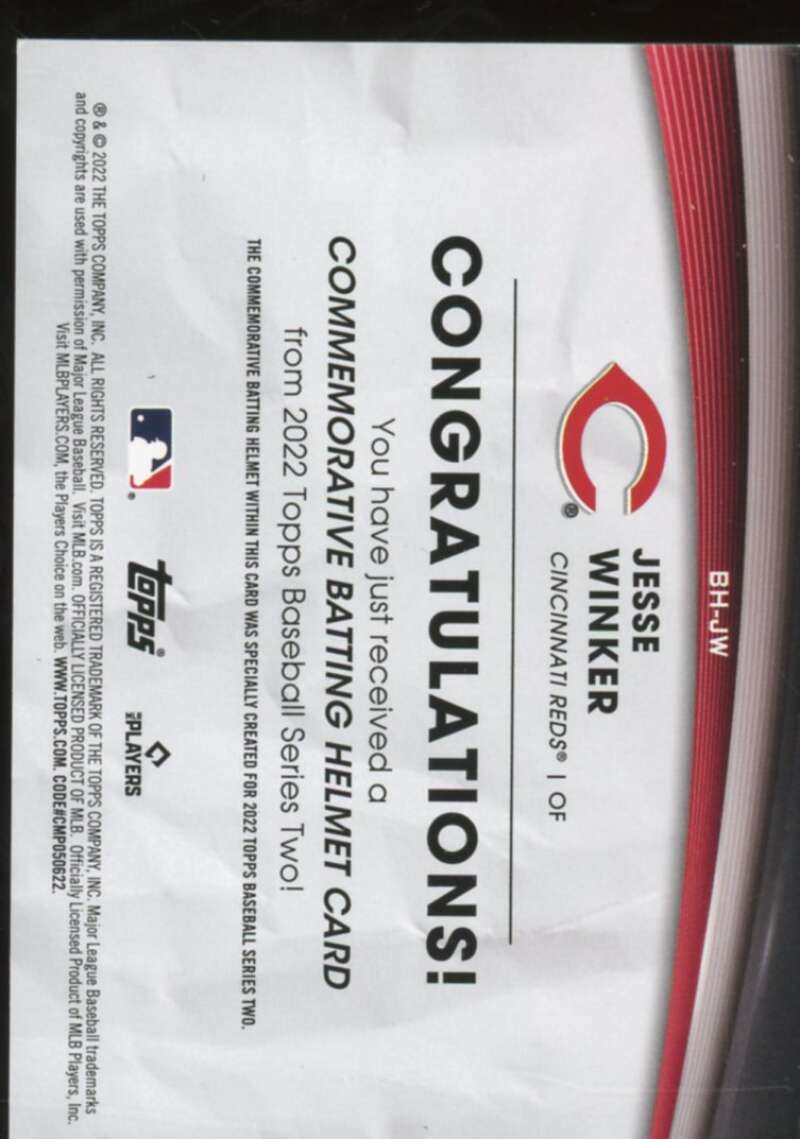 BH-JW
JESSE
WINKER
CINCINNATI REDS® | OF
CONGRATULATIONS!
You have just received a
COMMEMORATIVE BATTING HELMET CARD
from 2022 Topps Baseball Series Two!
THE COMMEMORATIVE BATTING HELMET WITHIN THIS CARD WAS SPECIALLY CREATED FOR 2022 TOPPS BASEBALL SERIES TWO.
topps®
PLAYERS
® & © 2022 THE TOPPS COMPANY, INC. ALL RIGHTS RESERVED. TOPPS IS A REGISTERED TRADEMARK OF THE TOPPS COMPANY, INC. Major League Baseball trademarks
and copyrights are used with permission of Major League Baseball. Visit MLB.com. OFFICIALLY LICENSED PRODUCT OF MLB. Officially Licensed Product of MLB Players, Inc.
Visit MLBPLAYERS.COM, the Players Choice on the web. WWW.TOPPS.COM. CODE#CMP050622.